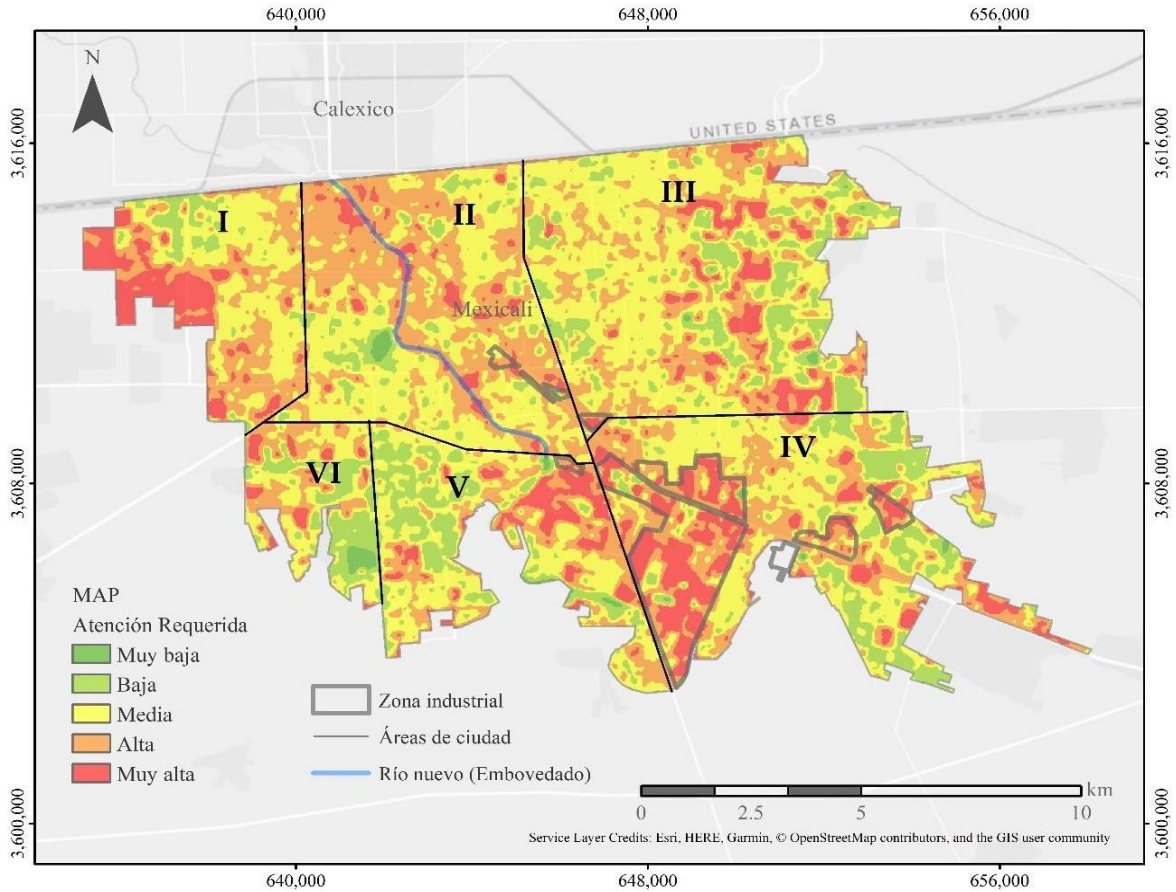 640,000 648,000 656,000
N
Calexico
UNITED STATES
3,616,000 3,616,000
I
II
III
Mexicali
IV
VI
V
3,608,000 3,608,000
MAP
Atención Requerida
Muy baja
Baja
Media
Alta
Muy alta
Zona industrial
Áreas de ciudad
Río nuevo (Embovedado)
km
0 2.5 5 10
Service Layer Credits: Esri, HERE, Garmin, © OpenStreetMap contributors, and the GIS user community
3,600,000 3,600,000
640,000 648,000 656,000